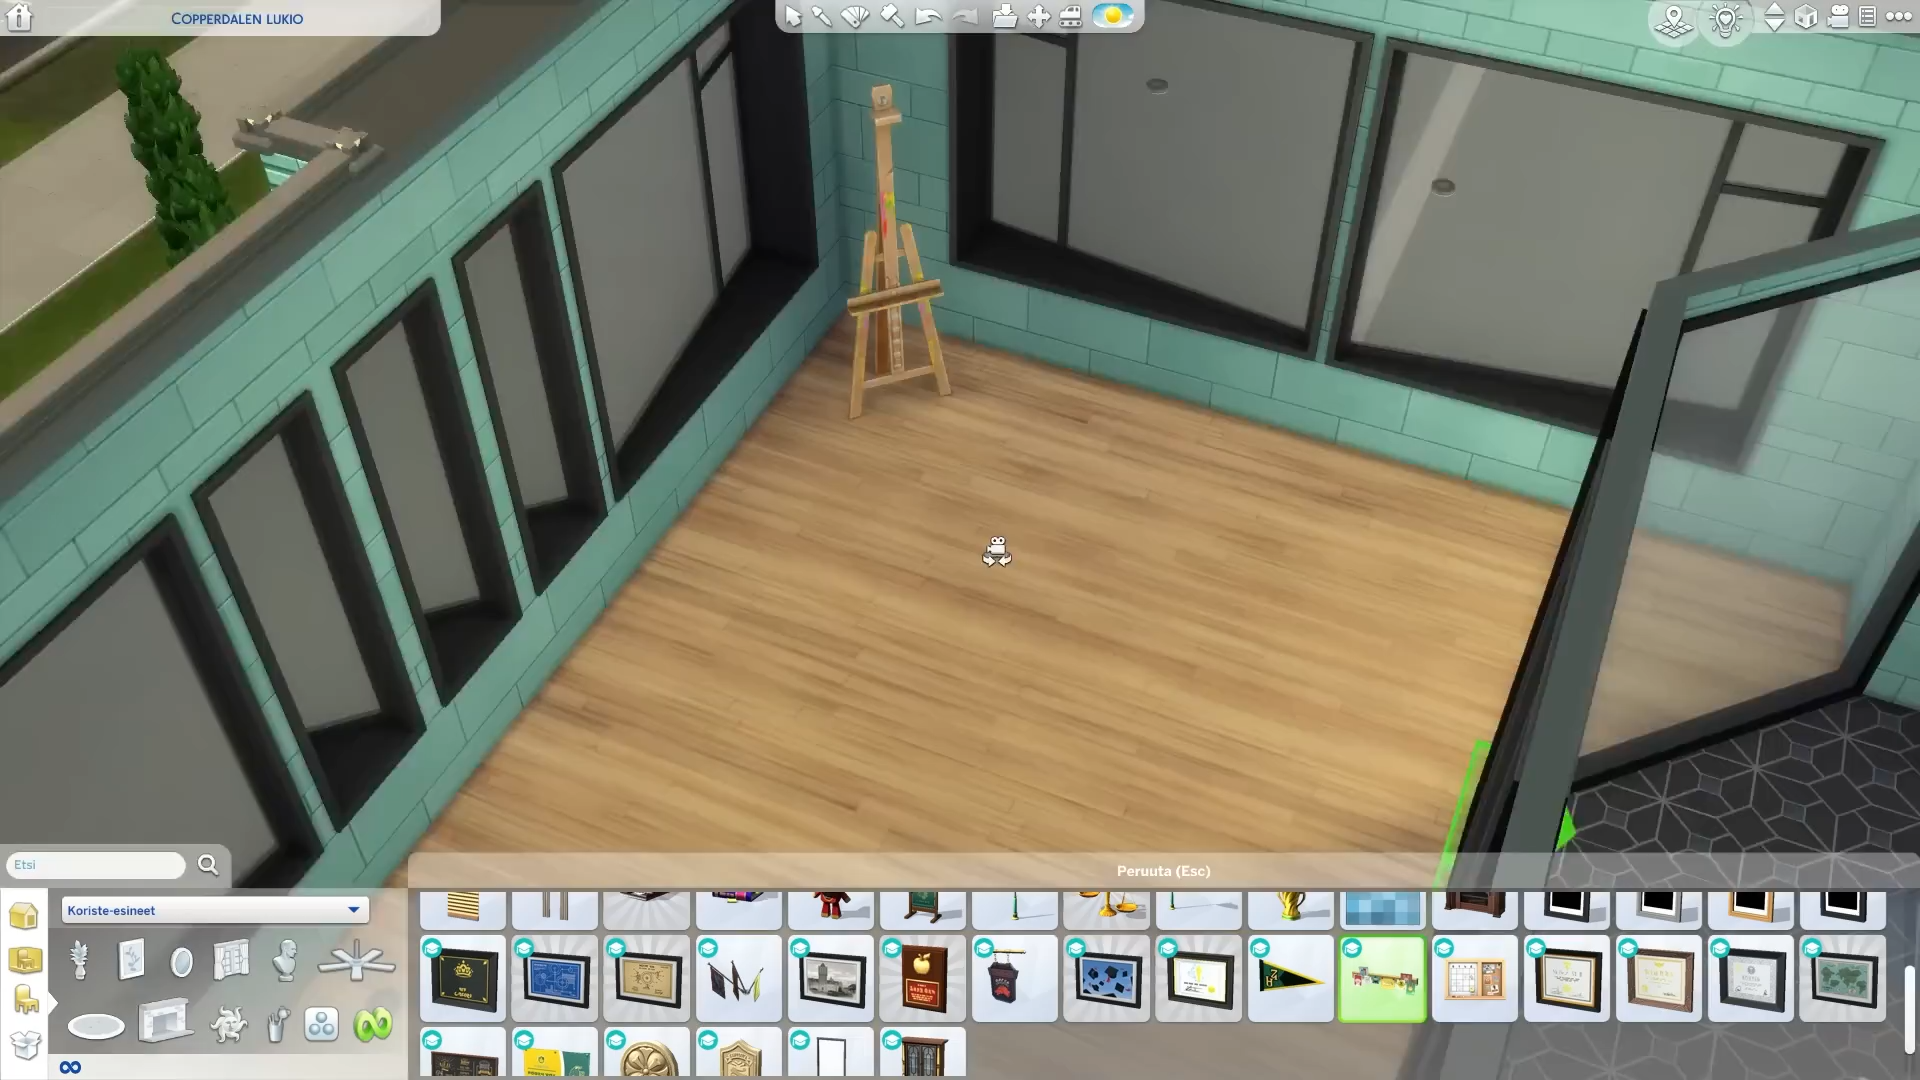 Copperdalen lukio
Peruuta (Esc)
Etsi
Koriste-esineet